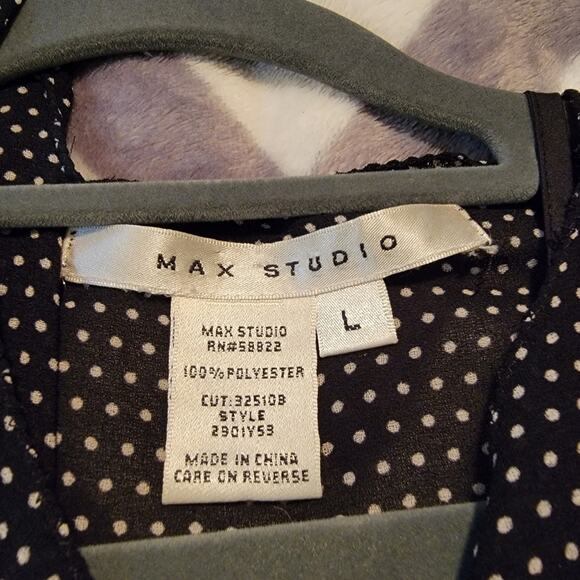 MAX STUDIO
L
MAX STUDIO
RN#58822
100%POLYESTER
CUT:32510B
STYLE
2901Y53
MADE IN CHINA
CARE ON REVERSE